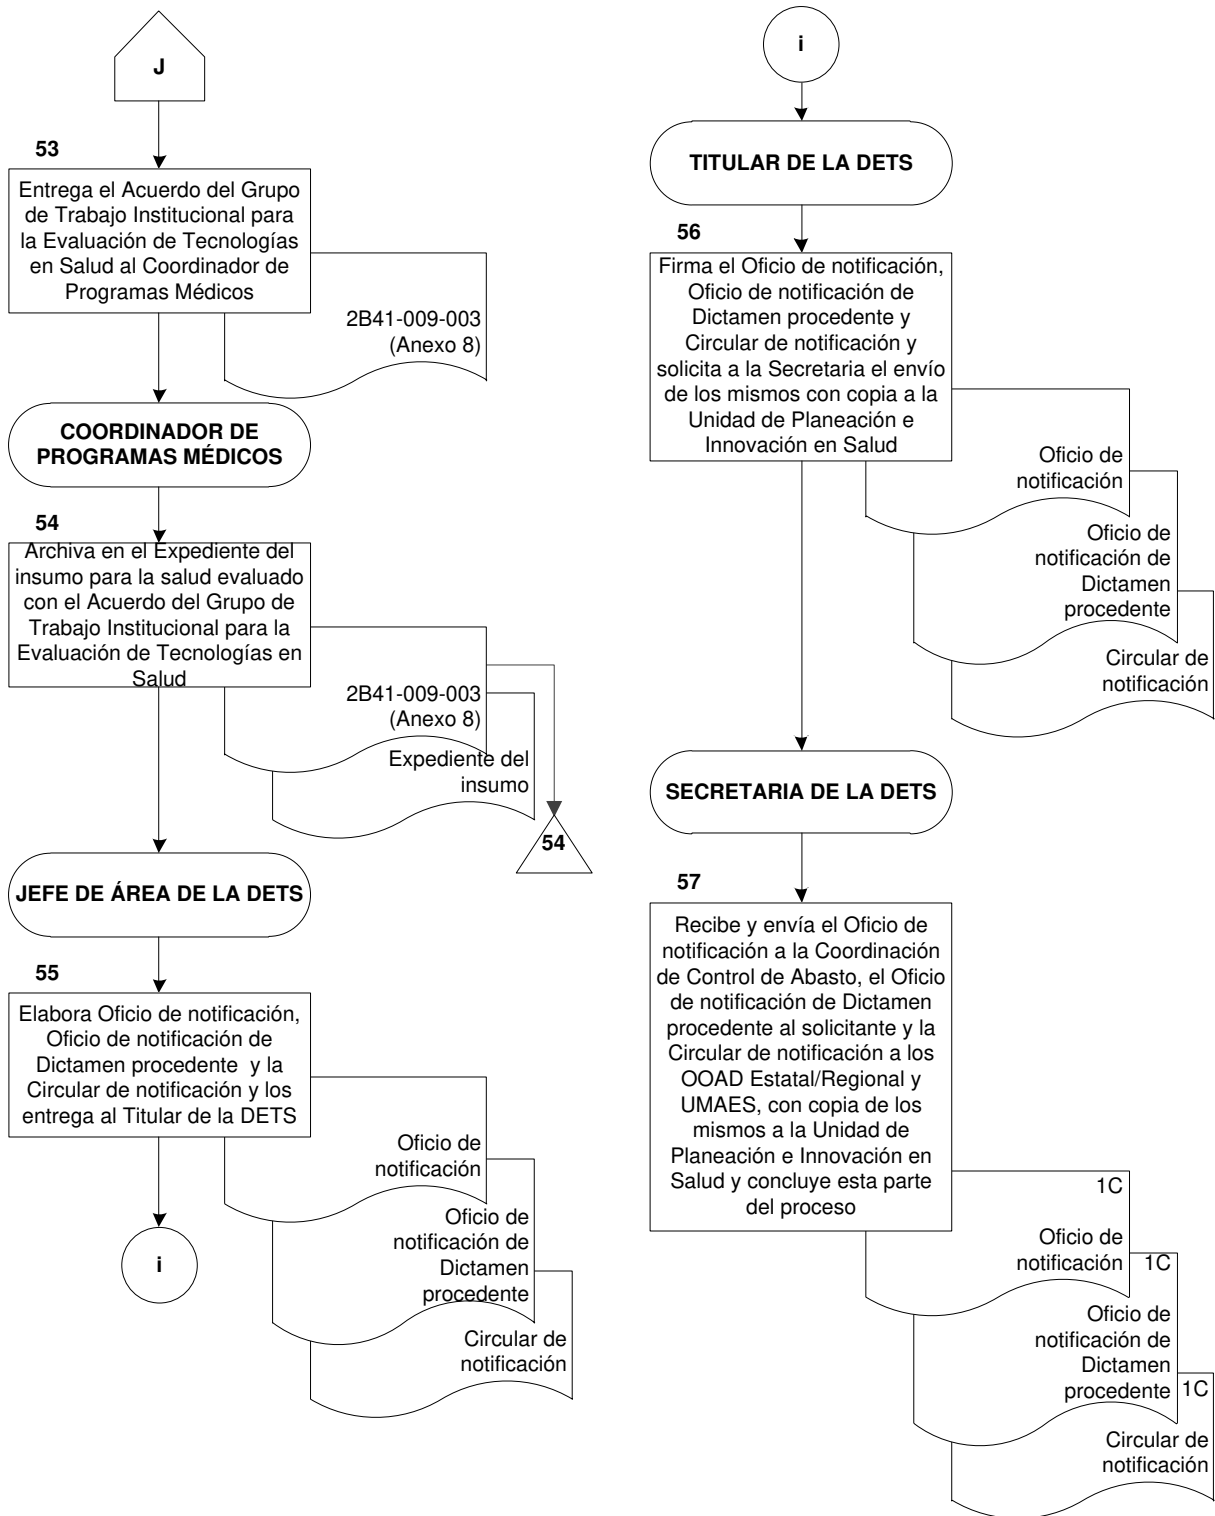 J
53
Entrega el Acuerdo del Grupo
de Trabajo Institucional para
la Evaluación de Tecnologías
en Salud al Coordinador de
Programas Médicos
2B41-009-003
(Anexo 8)
COORDINADOR DE
PROGRAMAS MÉDICOS
54
Archiva en el Expediente del
insumo para la salud evaluado
con el Acuerdo del Grupo de
Trabajo Institucional para la
Evaluación de Tecnologías en
Salud
2B41-009-003
(Anexo 8)
Expediente del
insumo
54
JEFE DE ÁREA DE LA DETS
55
Elabora Oficio de notificación,
Oficio de notificación de
Dictamen procedente y la
Circular de notificación y los
entrega al Titular de la DETS
Oficio de
notificación
Oficio de
notificación de
Dictamen
procedente
Circular de
notificación
i
i
TITULAR DE LA DETS
56
Firma el Oficio de notificación,
Oficio de notificación de
Dictamen procedente y
Circular de notificación y
solicita a la Secretaria el envío
de los mismos con copia a la
Unidad de Planeación e
Innovación en Salud
Oficio de
notificación
Oficio de
notificación de
Dictamen
procedente
Circular de
notificación
SECRETARIA DE LA DETS
57
Recibe y envía el Oficio de
notificación a la Coordinación
de Control de Abasto, el Oficio
de notificación de Dictamen
procedente al solicitante y la
Circular de notificación a los
OOAD Estatal/Regional y
UMAES, con copia de los
mismos a la Unidad de
Planeación e Innovación en
Salud y concluye esta parte
del proceso
1C
Oficio de
notificación
1C
Oficio de
notificación de
Dictamen
procedente
1C
Circular de
notificación